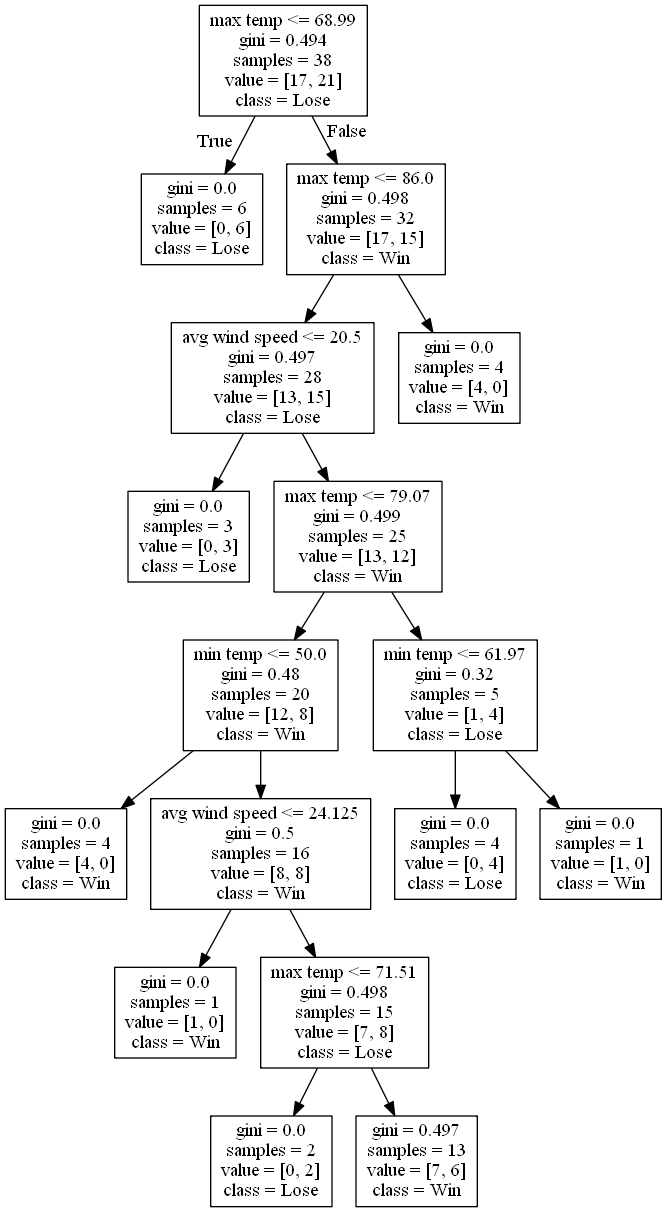 max temp <= 68.99
gini = 0.494
samples = 38
value = [17, 21]
class = Lose
True
False
gini = 0.0
samples = 6
value = [0, 6]
class = Lose
max temp <= 86.0
gini = 0.498
samples = 32
value = [17, 15]
class = Win
avg wind speed <= 20.5
gini = 0.497
samples = 28
value = [13, 15]
class = Lose
gini = 0.0
samples = 4
value = [4, 0]
class = Win
gini = 0.0
samples = 3
value = [0, 3]
class = Lose
max temp <= 79.07
gini = 0.499
samples = 25
value = [13, 12]
class = Win
min temp <= 50.0
gini = 0.48
samples = 20
value = [12, 8]
class = Win
min temp <= 61.97
gini = 0.32
samples = 5
value = [1, 4]
class = Lose
gini = 0.0
samples = 4
value = [4, 0]
class = Win
avg wind speed <= 24.125
gini = 0.5
samples = 16
value = [8, 8]
class = Win
gini = 0.0
samples = 4
value = [0, 4]
class = Lose
gini = 0.0
samples = 1
value = [1, 0]
class = Win
gini = 0.0
samples = 1
value = [1, 0]
class = Win
max temp <= 71.51
gini = 0.498
samples = 15
value = [7, 8]
class = Lose
gini = 0.0
samples = 2
value = [0, 2]
class = Lose
gini = 0.497
samples = 13
value = [7, 6]
class = Win